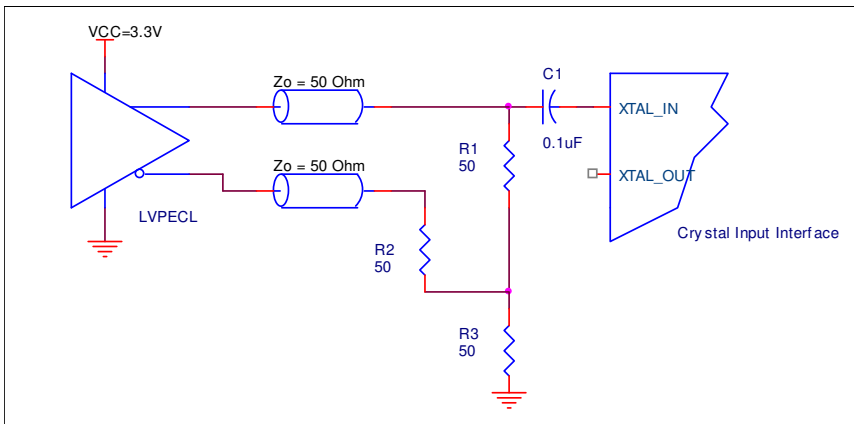 VCC=3.3V
Zo = 50 Ohm
C1
XTAL_IN
0.1uF
R1
50
Zo = 50 Ohm
XTAL_OUT
LVPECL
Crystal Input Interface
R2
50
R3
50